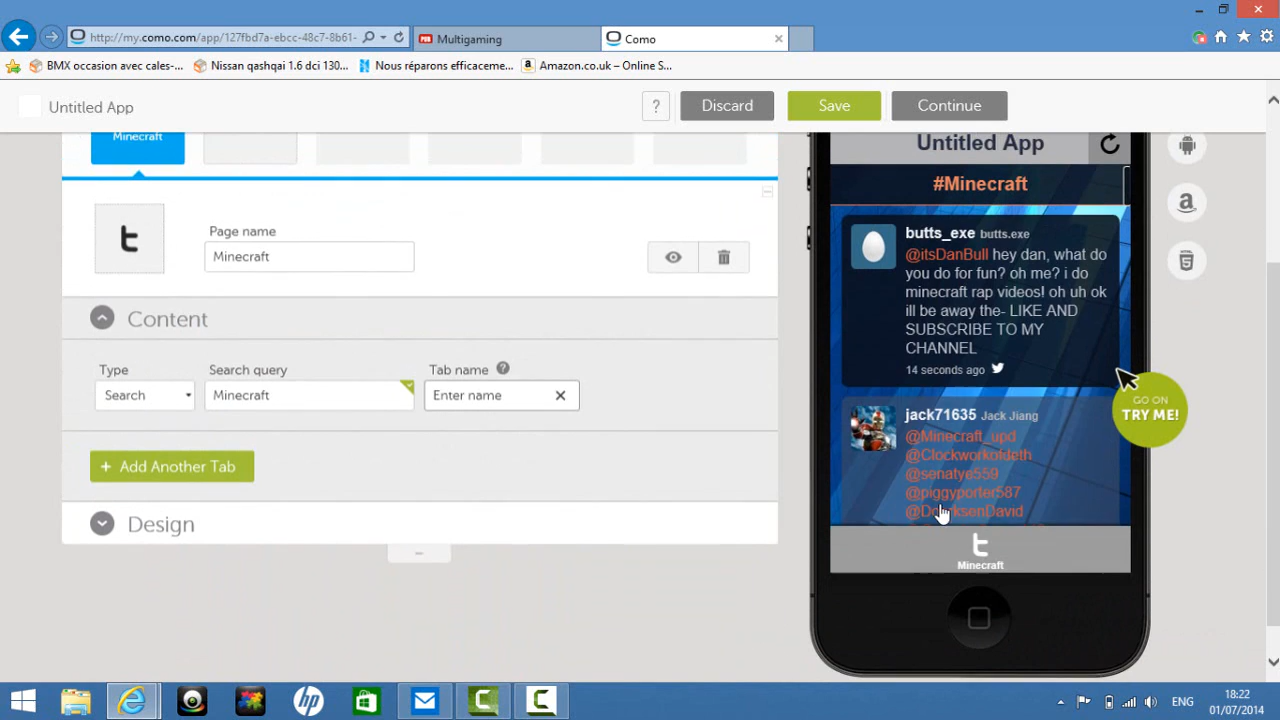 http://my.como.com/app/127fbd7a-ebcc-48c7-8b61-
Multigaming
Como
BMX occasion avec cales-...
Nissan qashqai 1.6 dci 130...
Nous réparons efficaceme...
Amazon.co.uk – Online S...
Untitled App
?
Discard
Save
Continue
Minecraft
Page name
Minecraft
Content
Type
Search query
Tab name
Search
Minecraft
Enter name
+ Add Another Tab
Design
Untitled App
#Minecraft
butts_exe butts.exe
@itsDanBull hey dan, what do
you do for fun? oh me? i do
minecraft rap videos! oh uh ok
ill be away the- LIKE AND
SUBSCRIBE TO MY
CHANNEL
14 seconds ago
jack71635 Jack Jiang
@Minecraft_upd
@Clockworkofdeth
@senatye559
@piggyporter587
Minecraft
GO ON
TRY ME!
ENG
18:22
01/07/2014